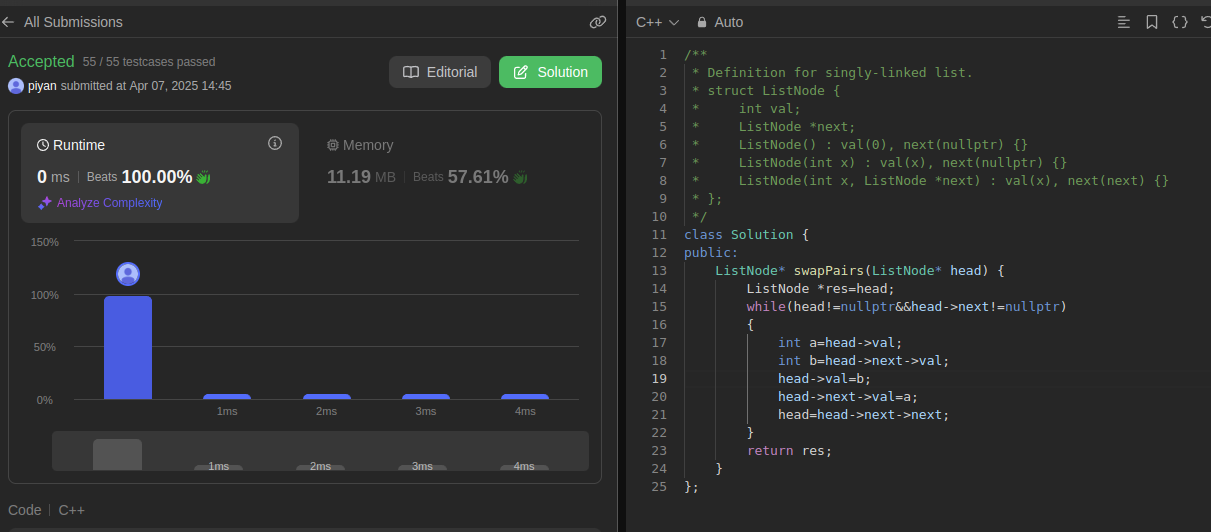 All Submissions
Accepted 55 / 55 testcases passed
piyan submitted at Apr 07, 2025 14:45
Editorial
Solution
Runtime
0 ms | Beats 100.00%
Analyze Complexity
Memory
11.19 MB | Beats 57.61%
150%
100%
50%
0%
1ms 2ms 3ms 4ms
1ms 2ms 3ms 4ms
Code | C++
C++ Auto
1 /**
2  * Definition for singly-linked list.
3  * struct ListNode {
4  *     int val;
5  *     ListNode *next;
6  *     ListNode() : val(0), next(nullptr) {}
7  *     ListNode(int x) : val(x), next(nullptr) {}
8  *     ListNode(int x, ListNode *next) : val(x), next(next) {}
9  * };
10  */
11 class Solution {
12 public:
13     ListNode* swapPairs(ListNode* head) {
14         ListNode *res=head;
15         while(head!=nullptr&&head->next!=nullptr)
16         {
17             int a=head->val;
18             int b=head->next->val;
19             head->val=b;
20             head->next->val=a;
21             head=head->next->next;
22         }
23         return res;
24     }
25 };